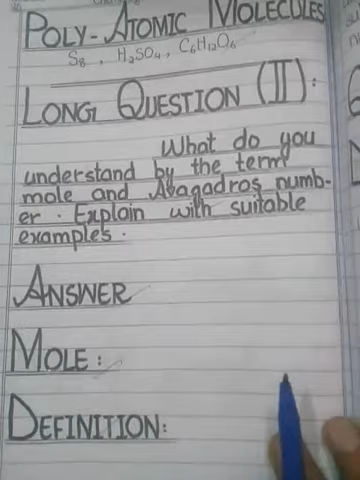 POLY-ATOMIC MOLECULES
S8, H2SO4, C6H12O6
LONG QUESTION (II):
What do you
understand by the term
mole and Avagadros numb-
er. Explain with suitable
examples.
ANSWER
MOLE:
DEFINITION: